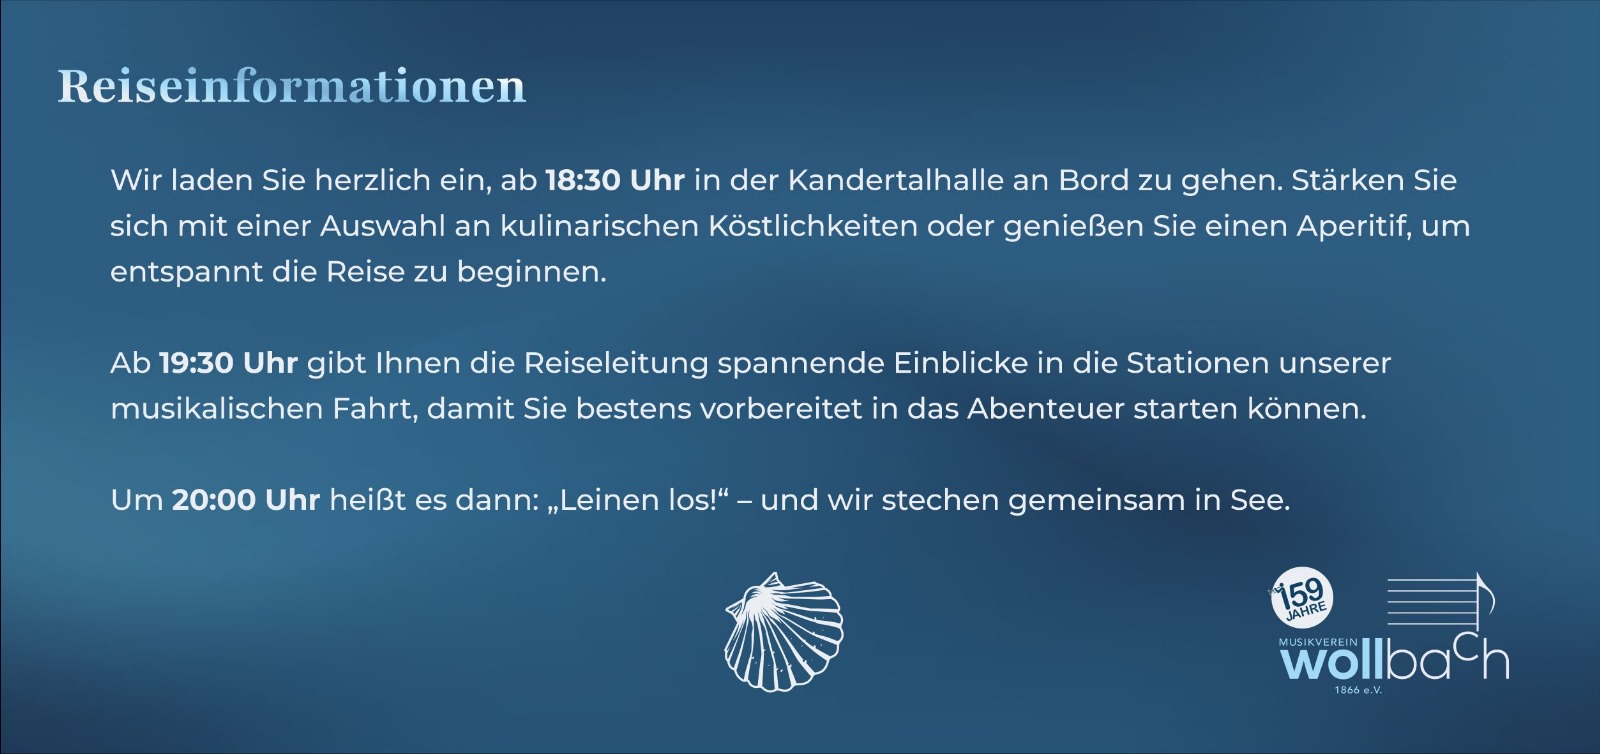 Reiseinformationen
Wir laden Sie herzlich ein, ab 18:30 Uhr in der Kandertalhalle an Bord zu gehen. Stärken Sie
sich mit einer Auswahl an kulinarischen Köstlichkeiten oder genießen Sie einen Aperitif, um
entspannt die Reise zu beginnen.
Ab 19:30 Uhr gibt Ihnen die Reiseleitung spannende Einblicke in die Stationen unserer
musikalischen Fahrt, damit Sie bestens vorbereitet in das Abenteuer starten können.
Um 20:00 Uhr heißt es dann: „Leinen los!“ – und wir stechen gemeinsam in See.
159
JAHRE
MUSIKVEREIN
wollbach
1866 e.V.